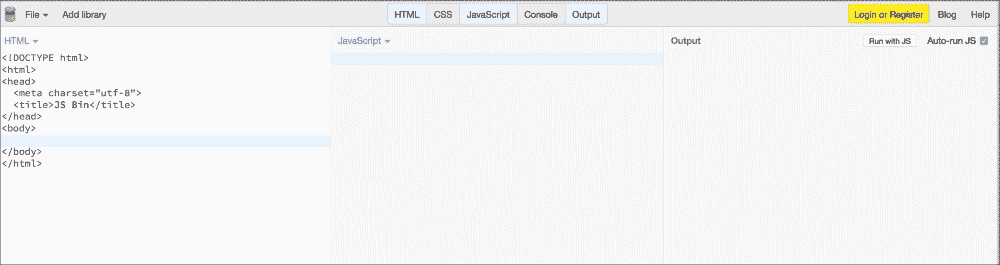 File Add library HTML CSS JavaScript Console Output Login or Register Blog Help
HTML JavaScript Output Run with JS Auto-run JS
<!DOCTYPE html>
<html>
<head>
  <meta charset="utf-8">
  <title>JS Bin</title>
</head>
<body>

</body>
</html>